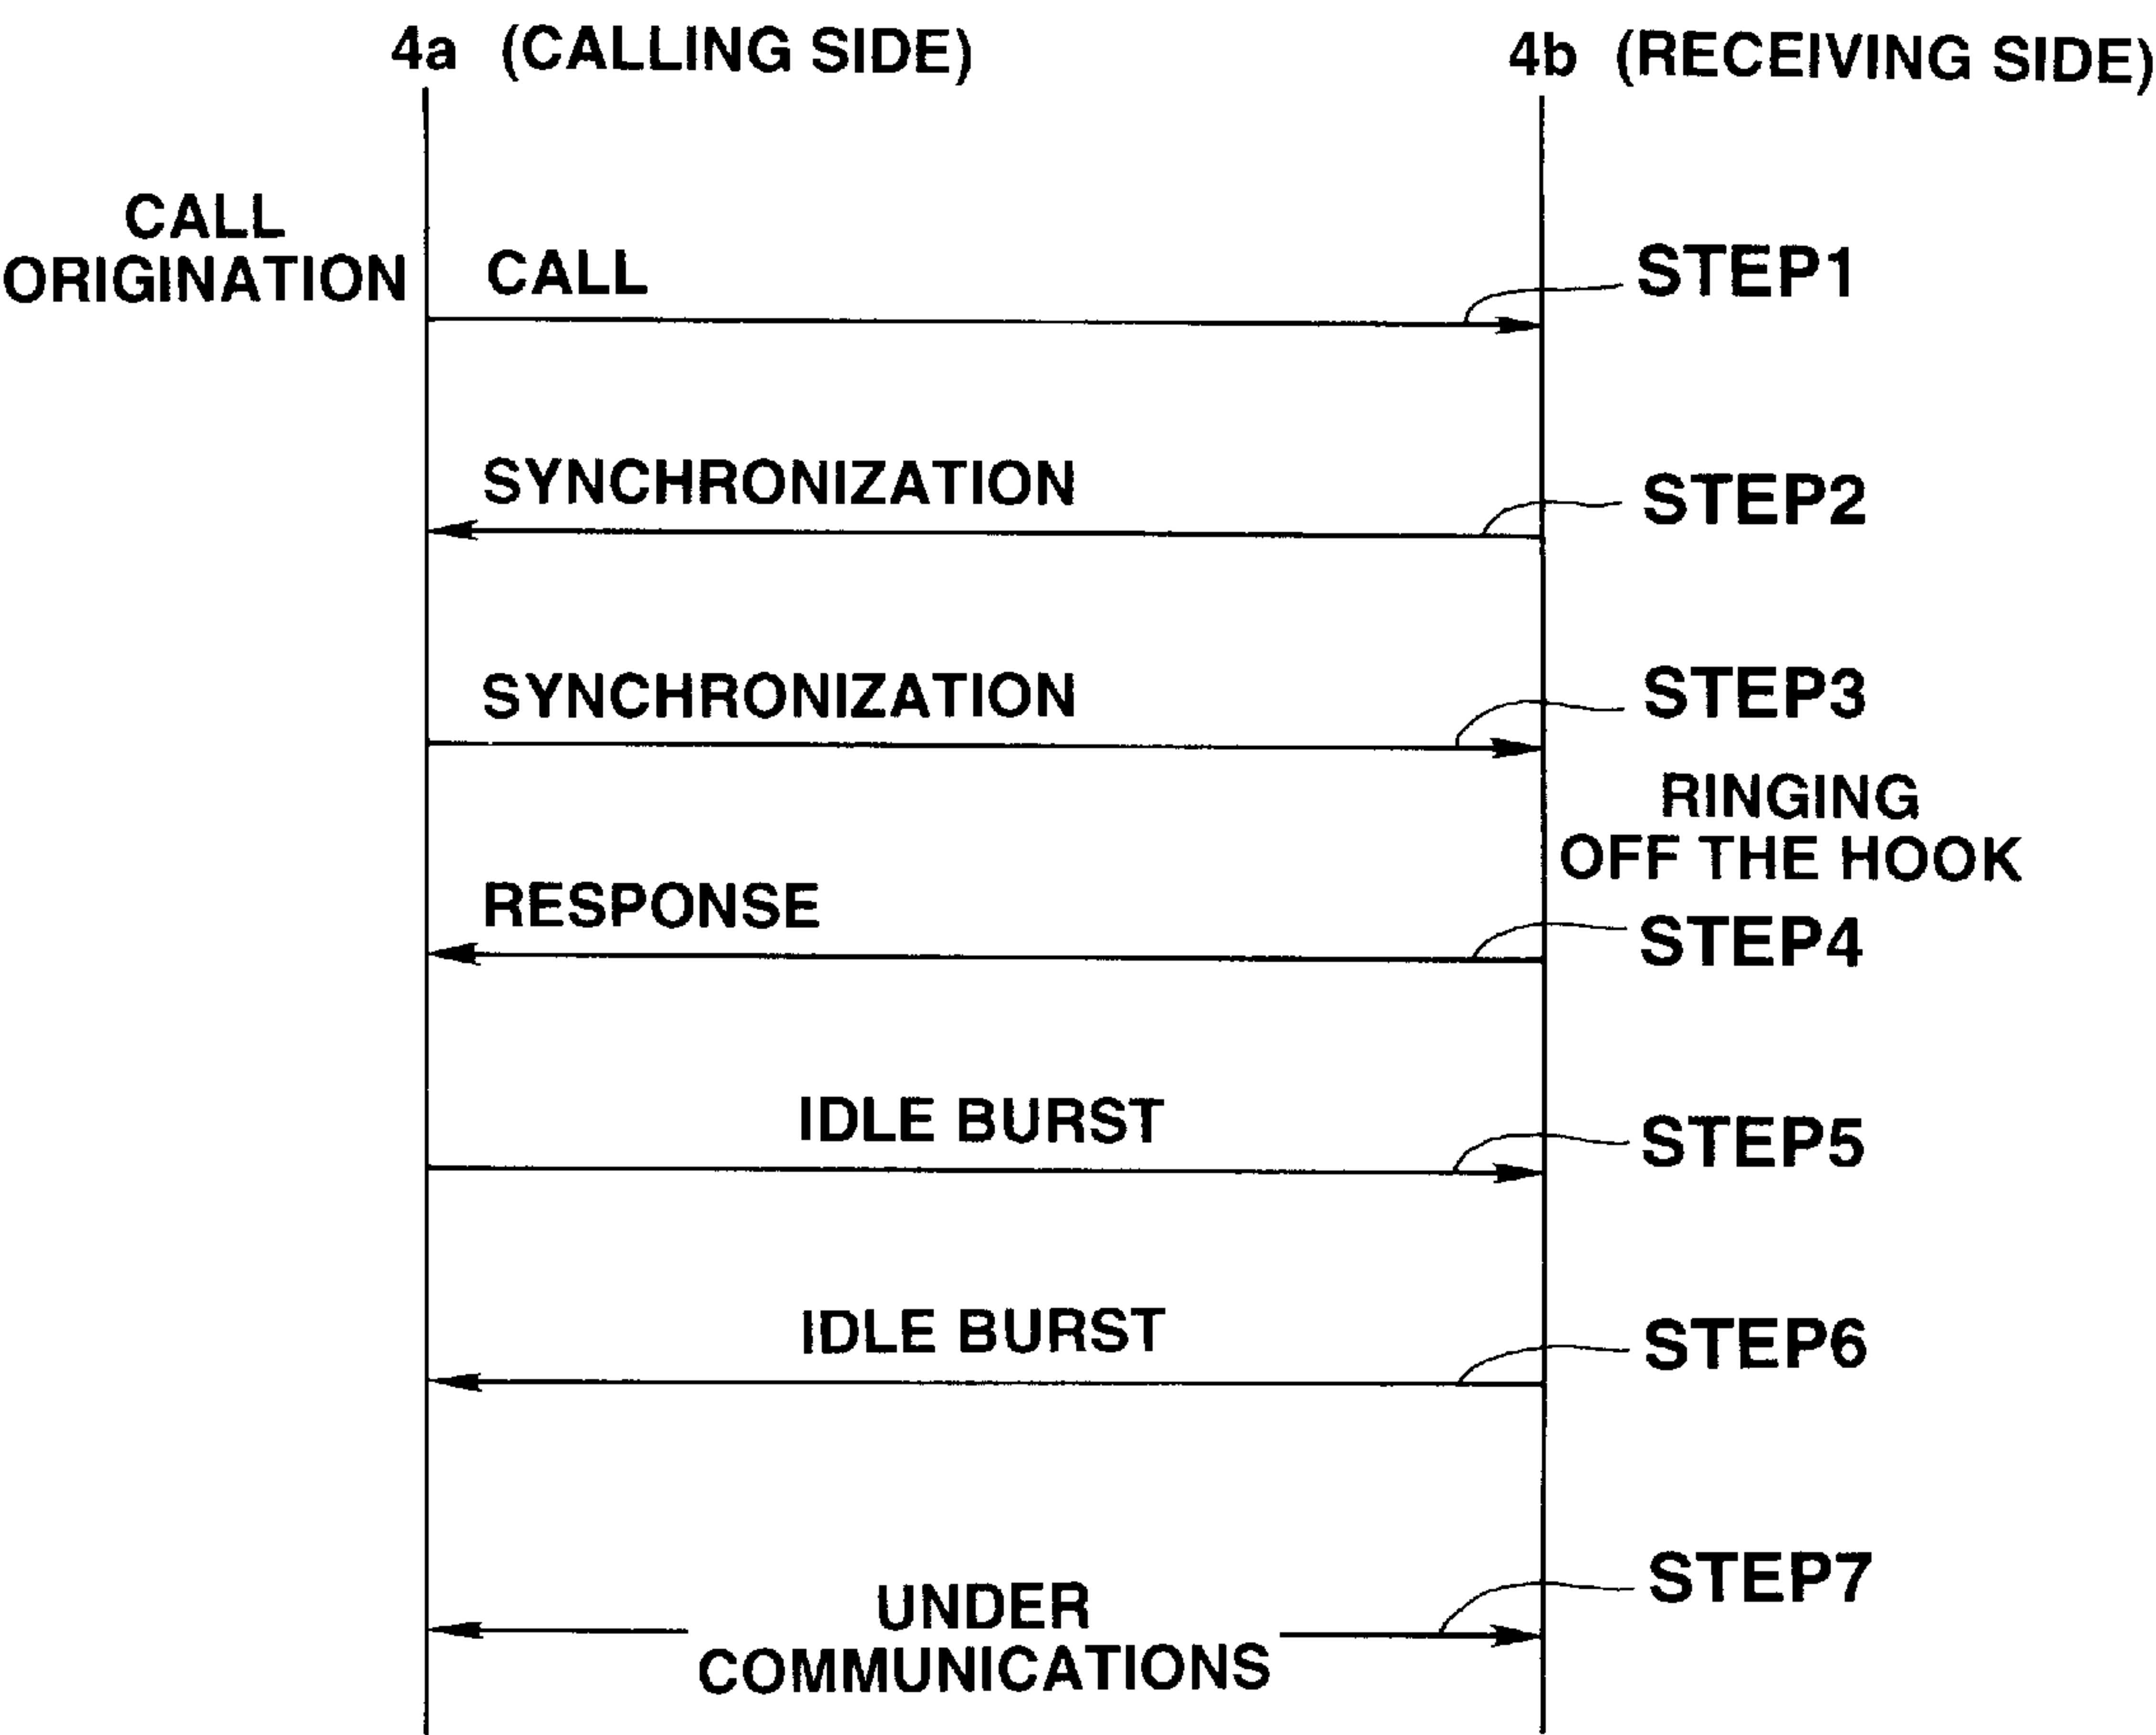 4a (CALLING SIDE)
4b (RECEIVING SIDE)
CALL
ORIGINATION
CALL
STEP1
SYNCHRONIZATION
STEP2
SYNCHRONIZATION
STEP3
RINGING
OFF THE HOOK
RESPONSE
STEP4
IDLE BURST
STEP5
IDLE BURST
STEP6
UNDER
COMMUNICATIONS
STEP7